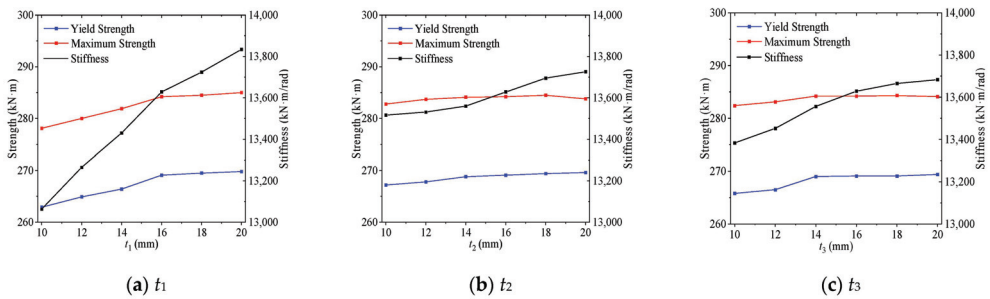 300
290
280
270
260
Strength (kN·m)
Yield Strength
Maximum Strength
Stiffness
14,000
13,800
13,600
13,400
13,200
13,000
Stiffness (kN·m/rad)
10 12 14 16 18 20
t1 (mm)
(a) t1
300
290
280
270
260
Strength (kN·m)
Yield Strength
Maximum Strength
Stiffness
14,000
13,800
13,600
13,400
13,200
13,000
Stiffness (kN·m/rad)
10 12 14 16 18 20
t2 (mm)
(b) t2
300
290
280
270
260
Strength (kN·m)
Yield Strength
Maximum Strength
Stiffness
14,000
13,800
13,600
13,400
13,200
13,000
Stiffness (kN·m/rad)
10 12 14 16 18 20
t3 (mm)
(c) t3